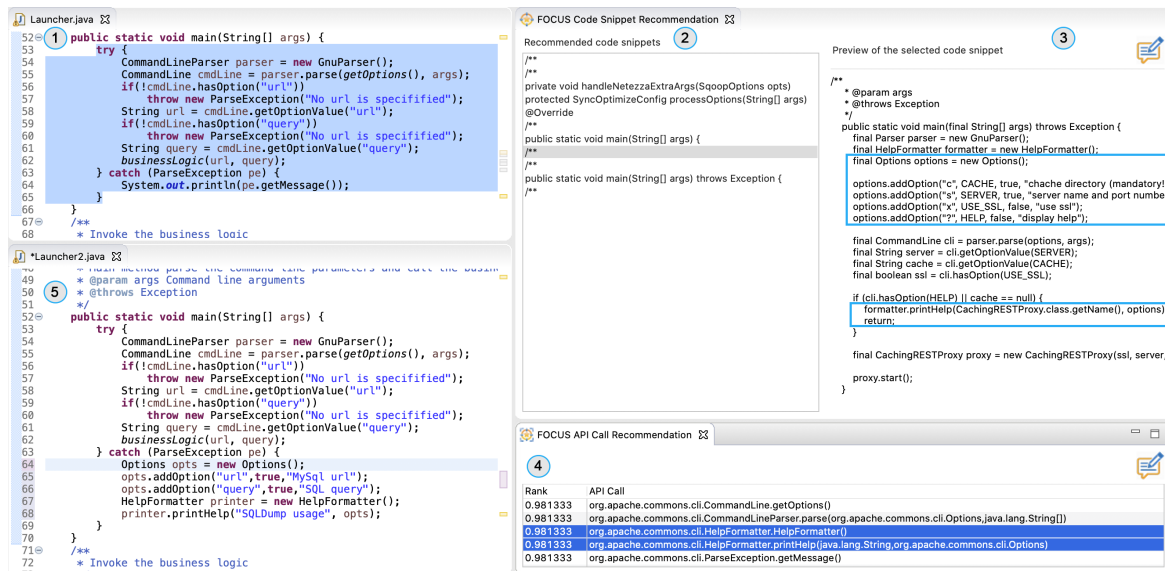 Launcher.java
1
52 public static void main(String[] args) {
53 try {
54 CommandLineParser parser = new GnuParser();
55 CommandLine cmdLine = parser.parse(getOptions(), args);
56 if(!cmdLine.hasOption("url"))
57 throw new ParseException("No url is specifified");
58 String url = cmdLine.getOptionValue("url");
59 if(!cmdLine.hasOption("query"))
60 throw new ParseException("No url is specifified");
61 String query = cmdLine.getOptionValue("query");
62 businessLogic(url, query);
63 } catch (ParseException pe) {
64 System.out.println(pe.getMessage());
65 }
66 }
67 /**
68 * Invoke the business logic
*Launcher2.java
5
48 * Main method parse the command line parameters and call the busin
49 * @param args Command line arguments
50 * @throws Exception
51 */
52 public static void main(String[] args) {
53 try {
54 CommandLineParser parser = new GnuParser();
55 CommandLine cmdLine = parser.parse(getOptions(), args);
56 if(!cmdLine.hasOption("url"))
57 throw new ParseException("No url is specifified");
58 String url = cmdLine.getOptionValue("url");
59 if(!cmdLine.hasOption("query"))
60 throw new ParseException("No url is specifified");
61 String query = cmdLine.getOptionValue("query");
62 businessLogic(url, query);
63 } catch (ParseException pe) {
64 Options opts = new Options();
65 opts.addOption("url",true,"MySql url");
66 opts.addOption("query",true,"SQL query");
67 HelpFormatter printer = new HelpFormatter();
68 printer.printHelp("SQLDump usage", opts);
69 }
70 }
71 /**
72 * Invoke the business logic
FOCUS Code Snippet Recommendation
Recommended code snippets
2
/**
/**
private void handleNetezzaExtraArgs(SqoopOptions opts)
protected SyncOptimizeConfig processOptions(String[] args)
@Override
/**
public static void main(String[] args) {
/**
/**
public static void main(String[] args) throws Exception {
/**
Preview of the selected code snippet
3
/**
* @param args
* @throws Exception
*/
public static void main(final String[] args) throws Exception {
final Parser parser = new GnuParser();
final HelpFormatter formatter = new HelpFormatter();
final Options options = new Options();
options.addOption("c", CACHE, true, "chache directory (mandatory!
options.addOption("s", SERVER, true, "server name and port numbe
options.addOption("x", USE_SSL, false, "use ssl");
options.addOption("?", HELP, false, "display help");
final CommandLine cli = parser.parse(options, args);
final String server = cli.getOptionValue(SERVER);
final String cache = cli.getOptionValue(CACHE);
final boolean ssl = cli.hasOption(USE_SSL);
if (cli.hasOption(HELP) || cache == null) {
formatter.printHelp(CachingRESTProxy.class.getName(), options)
return;
}
final CachingRESTProxy proxy = new CachingRESTProxy(ssl, server,
proxy.start();
}
FOCUS API Call Recommendation
4
Rank API Call
0.981333 org.apache.commons.cli.CommandLine.getOptions()
0.981333 org.apache.commons.cli.CommandLineParser.parse(org.apache.commons.cli.Options,java.lang.String[])
0.981333 org.apache.commons.cli.HelpFormatter.HelpFormatter()
0.981333 org.apache.commons.cli.HelpFormatter.printHelp(java.lang.String,org.apache.commons.cli.Options)
0.981333 org.apache.commons.cli.ParseException.getMessage()